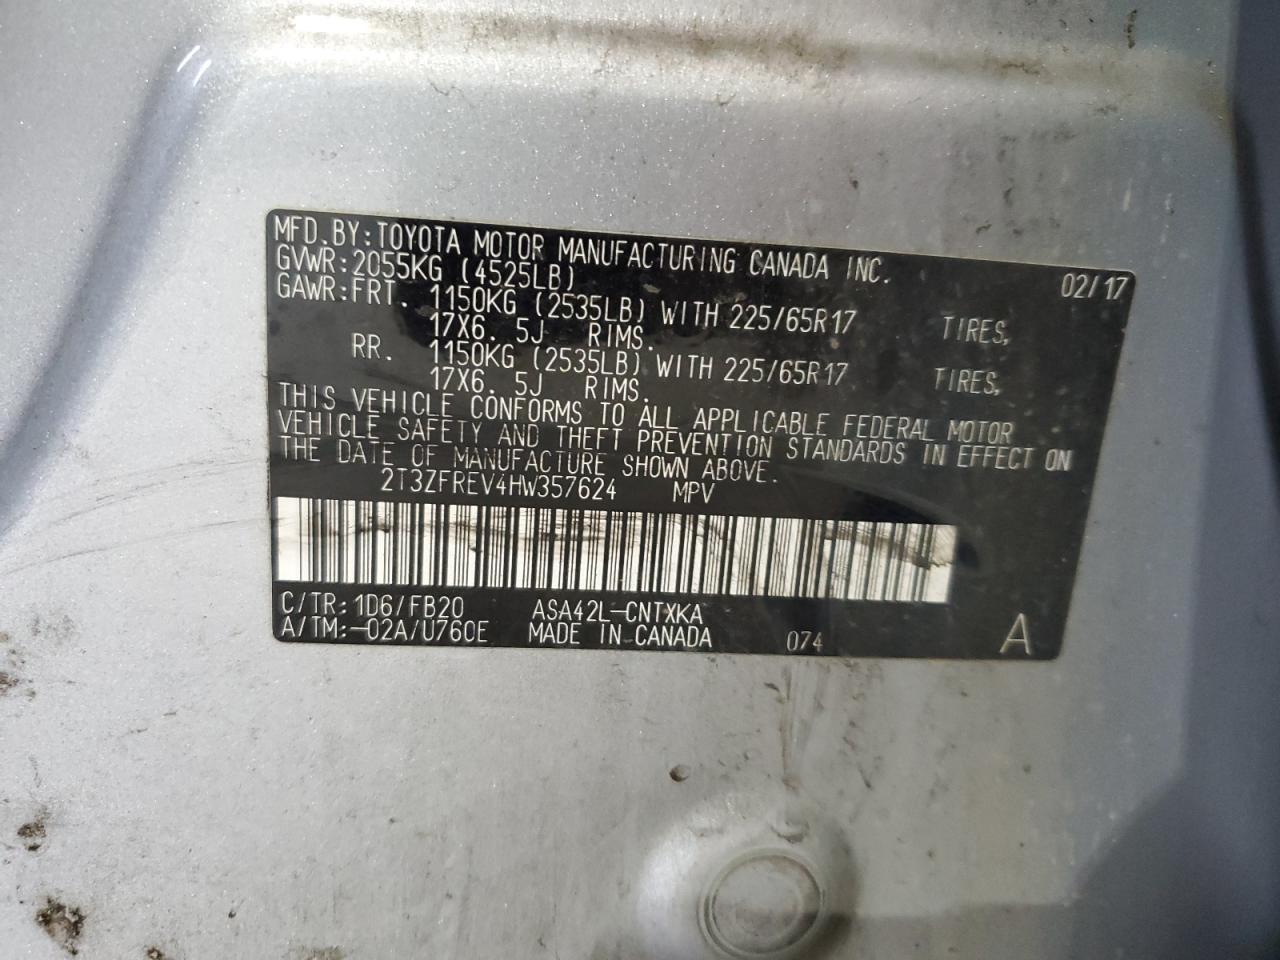 MFD.BY:TOYOTA MOTOR MANUFACTURING CANADA INC. 02/17
GVWR:2055KG (4525LB)
GAWR:FRT. 1150KG (2535LB) WITH 225/65R17 TIRES,
17X6.5J RIMS.
RR. 1150KG (2535LB) WITH 225/65R17 TIRES,
17X6.5J RIMS.
THIS VEHICLE CONFORMS TO ALL APPLICABLE FEDERAL MOTOR
VEHICLE SAFETY AND THEFT PREVENTION STANDARDS IN EFFECT ON
THE DATE OF MANUFACTURE SHOWN ABOVE.
2T3ZFREV4HW357624 MPV
C/TR:1D6/FB20 ASA42L-CNTXKA
A/TM:-02A/U760E MADE IN CANADA 074 A